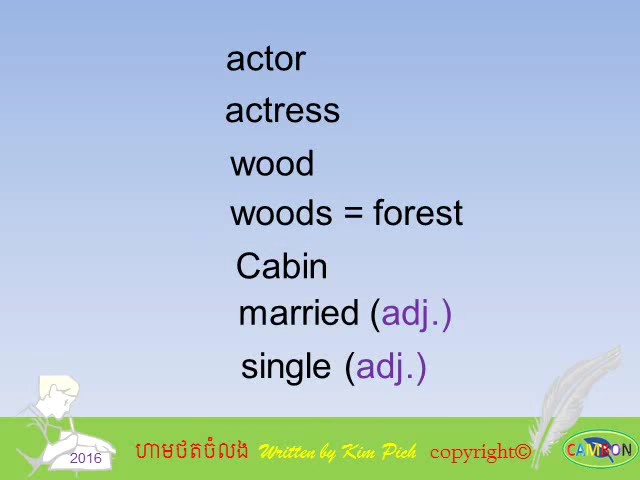 actor
actress
wood
woods = forest
Cabin
married (adj.)
single (adj.)
2016
ហាមថតចំលង Written by Kim Pich copyright©
CAMBON